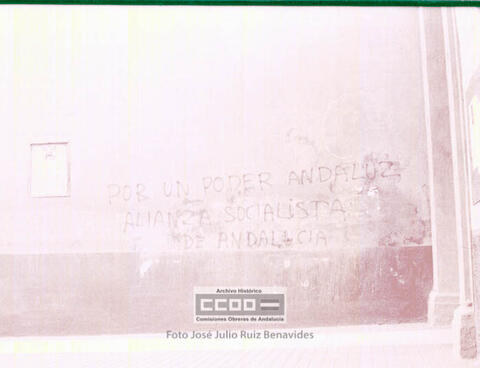 POR UN PODER ANDALUZ
ALIANZA SOCIALISTA
DE ANDALUCIA
Archivo Histórico
CCOO
Comisiones Obreras de Andalucía
Foto José Julio Ruiz Benavides